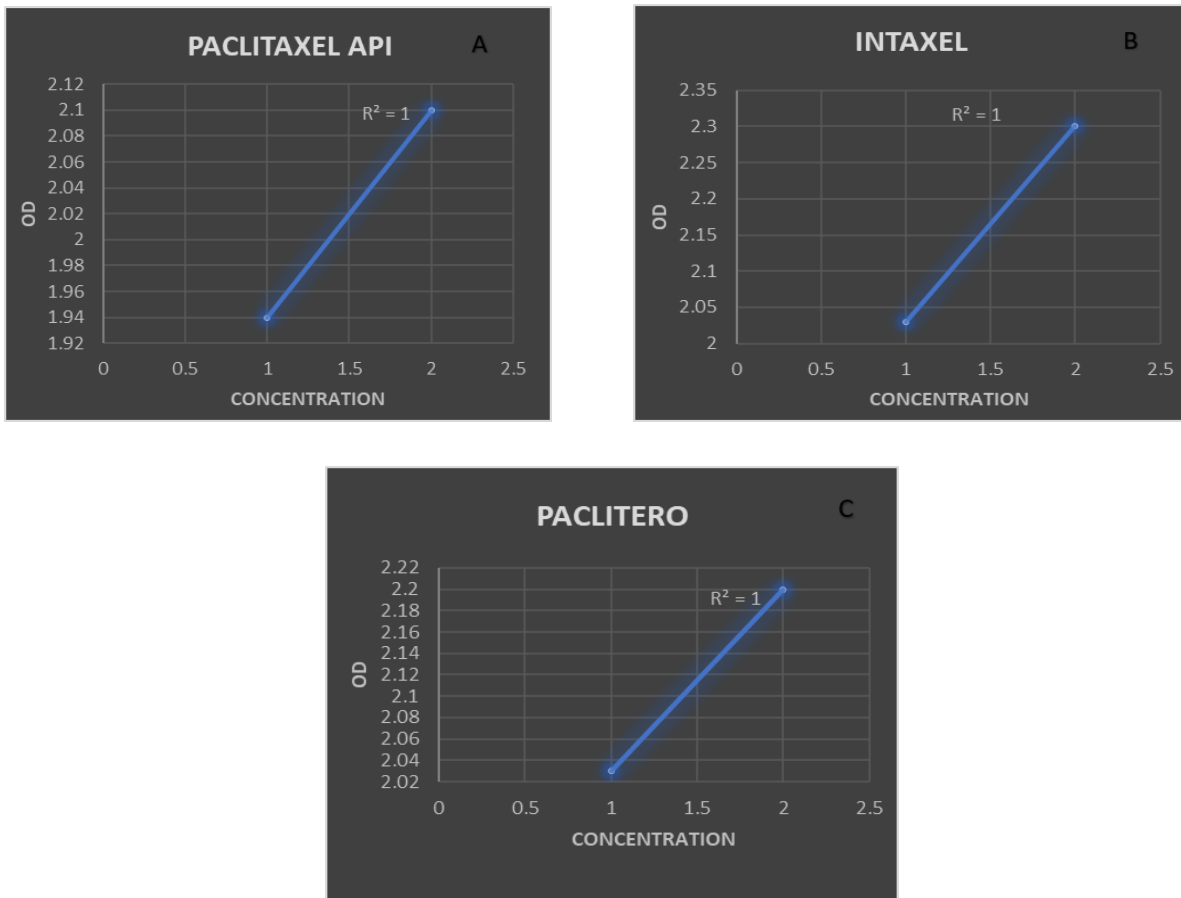 PACLITAXEL API
A
2.12
2.1
2.08
2.06
2.04
2.02
2
1.98
1.96
1.94
1.92
OD
R² = 1
0 0.5 1 1.5 2 2.5
CONCENTRATION
INTAXEL
B
2.35
2.3
2.25
2.2
2.15
2.1
2.05
2
OD
R² = 1
0 0.5 1 1.5 2 2.5
CONCENTRATION
PACLITERO
C
2.22
2.2
2.18
2.16
2.14
2.12
2.1
2.08
2.06
2.04
2.02
OD
R² = 1
0 0.5 1 1.5 2 2.5
CONCENTRATION